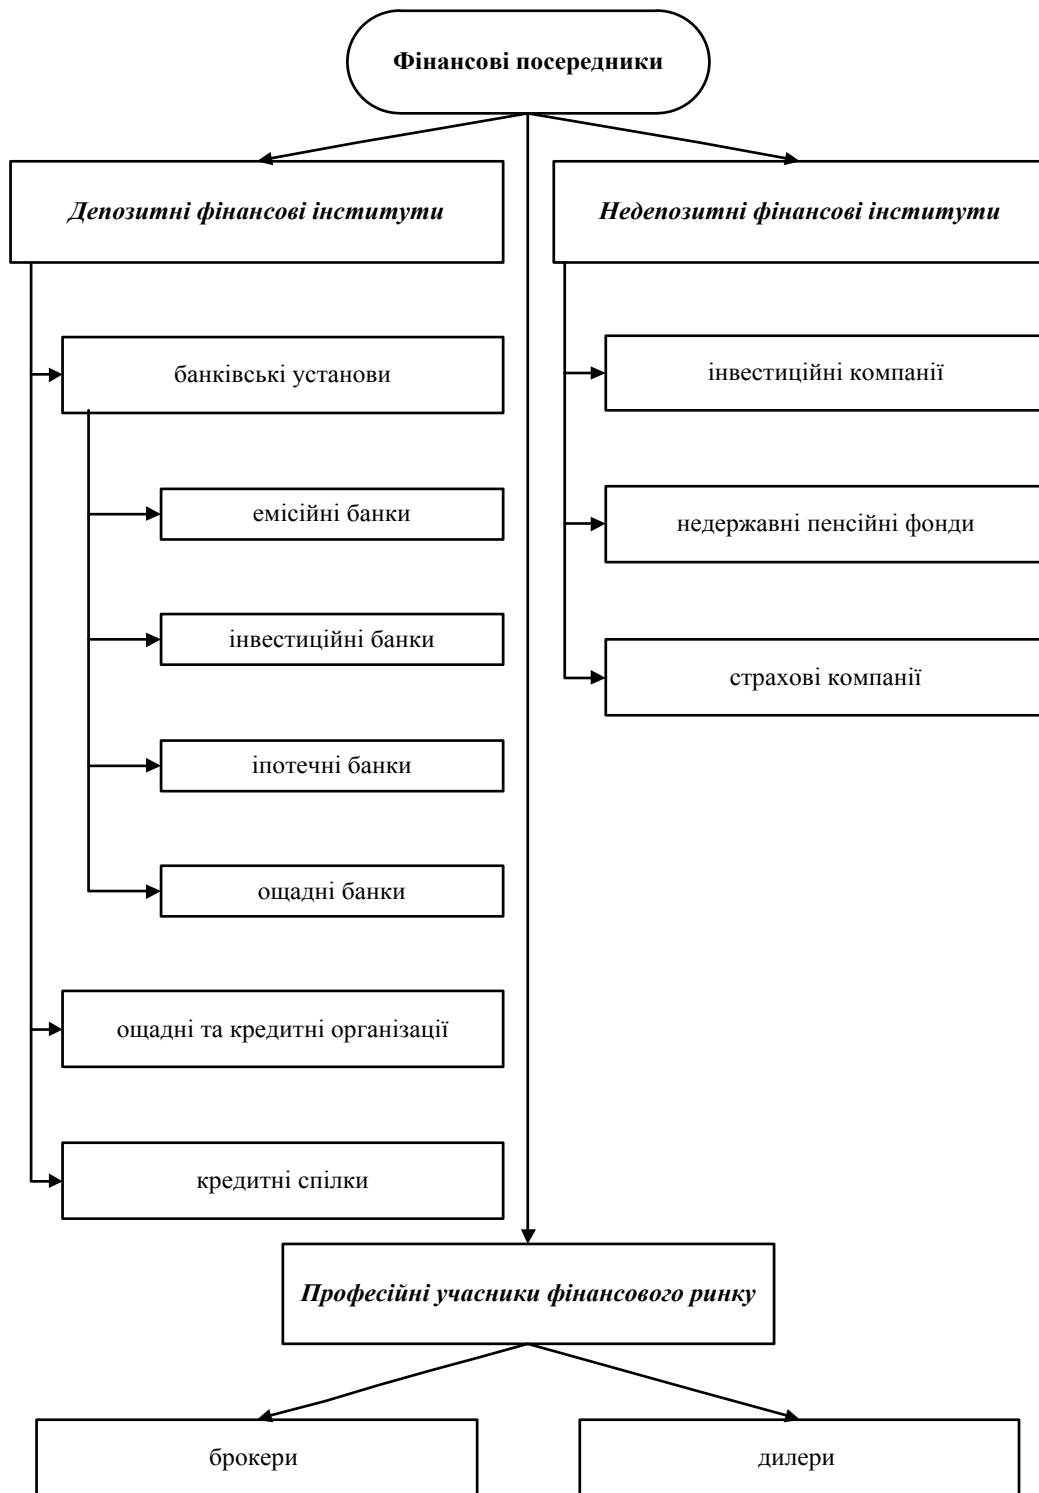 Фінансові посередники
Депозитні фінансові інститути
Недепозитні фінансові інститути
банківські установи
інвестиційні компанії
емісійні банки
недержавні пенсійні фонди
інвестиційні банки
страхові компанії
іпотечні банки
ощадні банки
ощадні та кредитні організації
кредитні спілки
Професійні учасники фінансового ринку
брокери
дилери